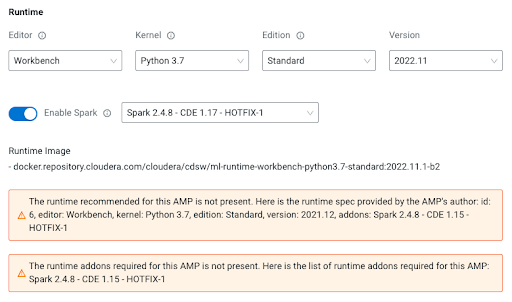 Runtime
Editor Kernel Edition Version
Workbench Python 3.7 Standard 2022.11
Enable Spark Spark 2.4.8 - CDE 1.17 - HOTFIX-1
Runtime Image
- docker.repository.cloudera.com/cloudera/cdsw/ml-runtime-workbench-python3.7-standard:2022.11.1-b2
The runtime recommended for this AMP is not present. Here is the runtime spec provided by the AMP's author: id:
6, editor: Workbench, kernel: Python 3.7, edition: Standard, version: 2021.12, addons: Spark 2.4.8 - CDE 1.15 -
HOTFIX-1
The runtime addons required for this AMP is not present. Here is the list of runtime addons required for this AMP:
Spark 2.4.8 - CDE 1.15 - HOTFIX-1